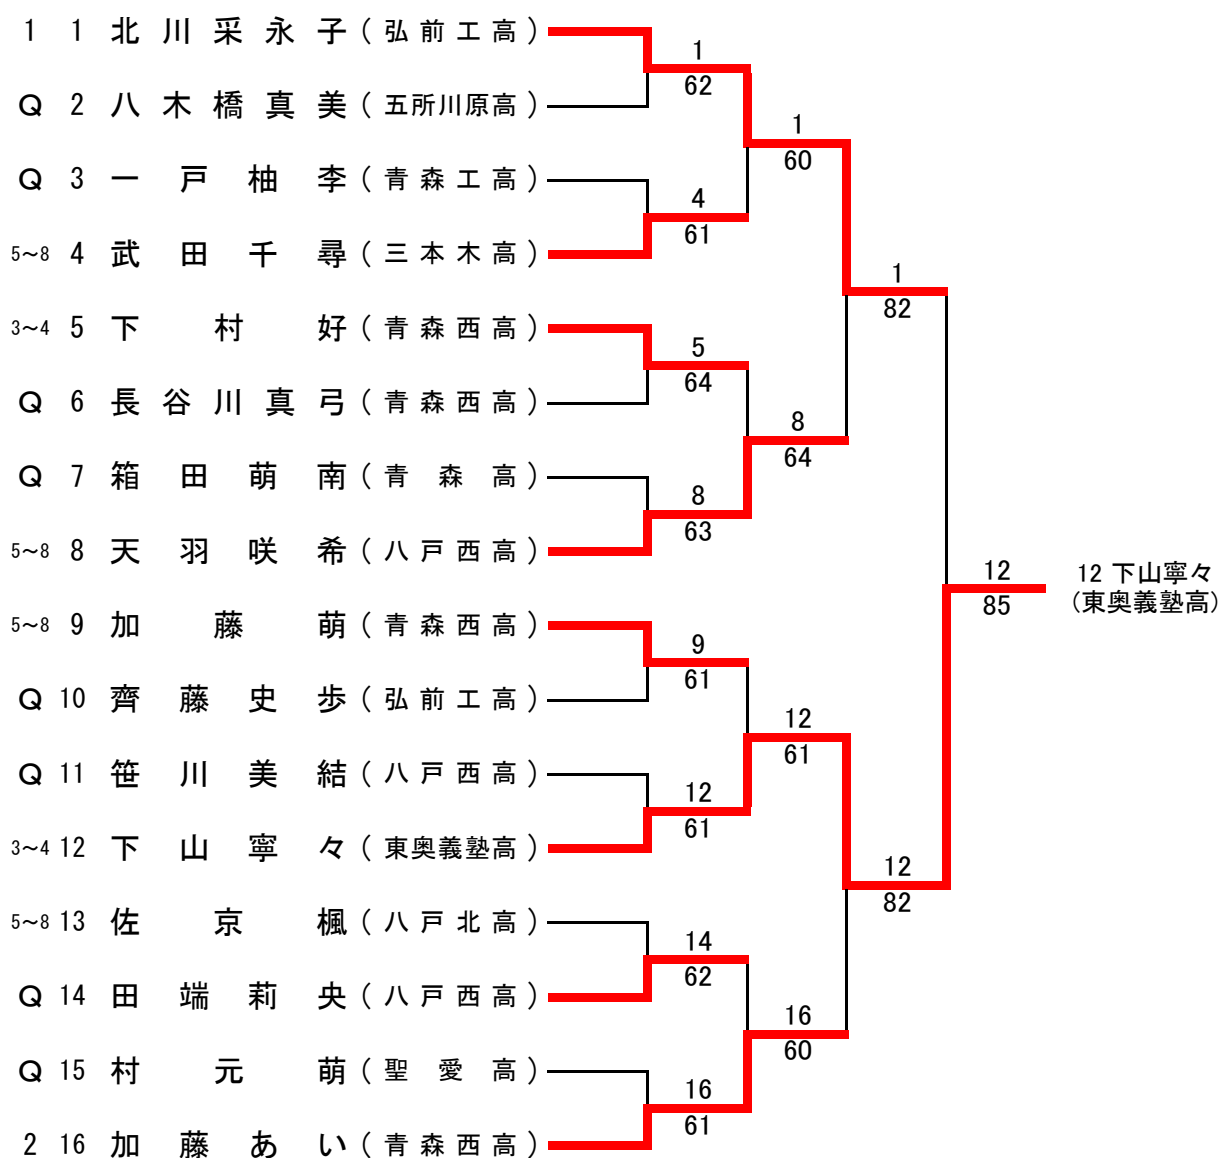 1 1 北川采永子(弘前工高)
1
62
Q 2 八木橋真美(五所川原高)
1
60
Q 3 一戸柚李(青森工高)
4
61
5~8 4 武田千尋(三本木高)
1
82
3~4 5 下村好(青森西高)
5
64
Q 6 長谷川真弓(青森西高)
8
64
Q 7 箱田萌南(青森高)
8
63
5~8 8 天羽咲希(八戸西高)
12
85
12 下山寧々
(東奥義塾高)
5~8 9 加藤萌(青森西高)
9
61
Q 10 齊藤史歩(弘前工高)
12
61
Q 11 笹川美結(八戸西高)
12
61
3~4 12 下山寧々(東奥義塾高)
12
82
5~8 13 佐京楓(八戸北高)
14
62
Q 14 田端莉央(八戸西高)
16
60
Q 15 村元萌(聖愛高)
16
61
2 16 加藤あい(青森西高)